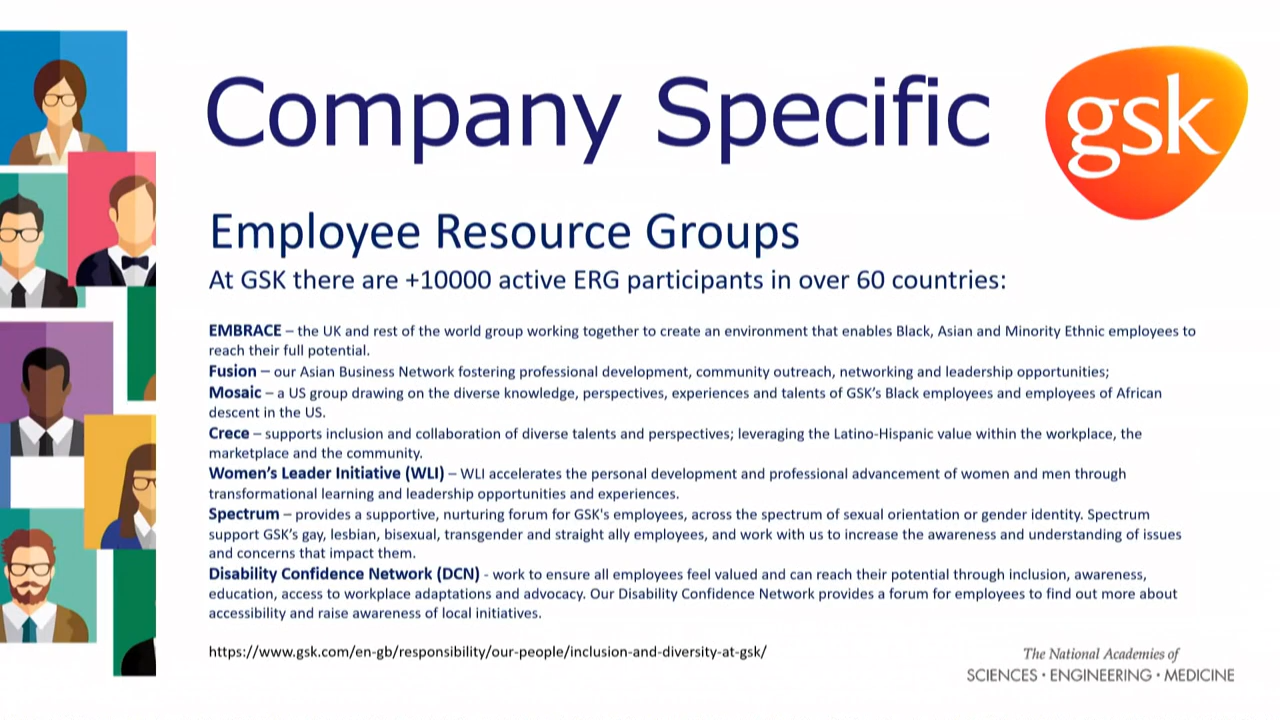 Company Specific
gsk
Employee Resource Groups
At GSK there are +10000 active ERG participants in over 60 countries:
EMBRACE – the UK and rest of the world group working together to create an environment that enables Black, Asian and Minority Ethnic employees to
reach their full potential.
Fusion – our Asian Business Network fostering professional development, community outreach, networking and leadership opportunities;
Mosaic – a US group drawing on the diverse knowledge, perspectives, experiences and talents of GSK's Black employees and employees of African
descent in the US.
Crece – supports inclusion and collaboration of diverse talents and perspectives; leveraging the Latino-Hispanic value within the workplace, the
marketplace and the community.
Women's Leader Initiative (WLI) – WLI accelerates the personal development and professional advancement of women and men through
transformational learning and leadership opportunities and experiences.
Spectrum – provides a supportive, nurturing forum for GSK's employees, across the spectrum of sexual orientation or gender identity. Spectrum
support GSK's gay, lesbian, bisexual, transgender and straight ally employees, and work with us to increase the awareness and understanding of issues
and concerns that impact them.
Disability Confidence Network (DCN) - work to ensure all employees feel valued and can reach their potential through inclusion, awareness,
education, access to workplace adaptations and advocacy. Our Disability Confidence Network provides a forum for employees to find out more about
accessibility and raise awareness of local initiatives.
https://www.gsk.com/en-gb/responsibility/our-people/inclusion-and-diversity-at-gsk/
The National Academies of
SCIENCES • ENGINEERING • MEDICINE